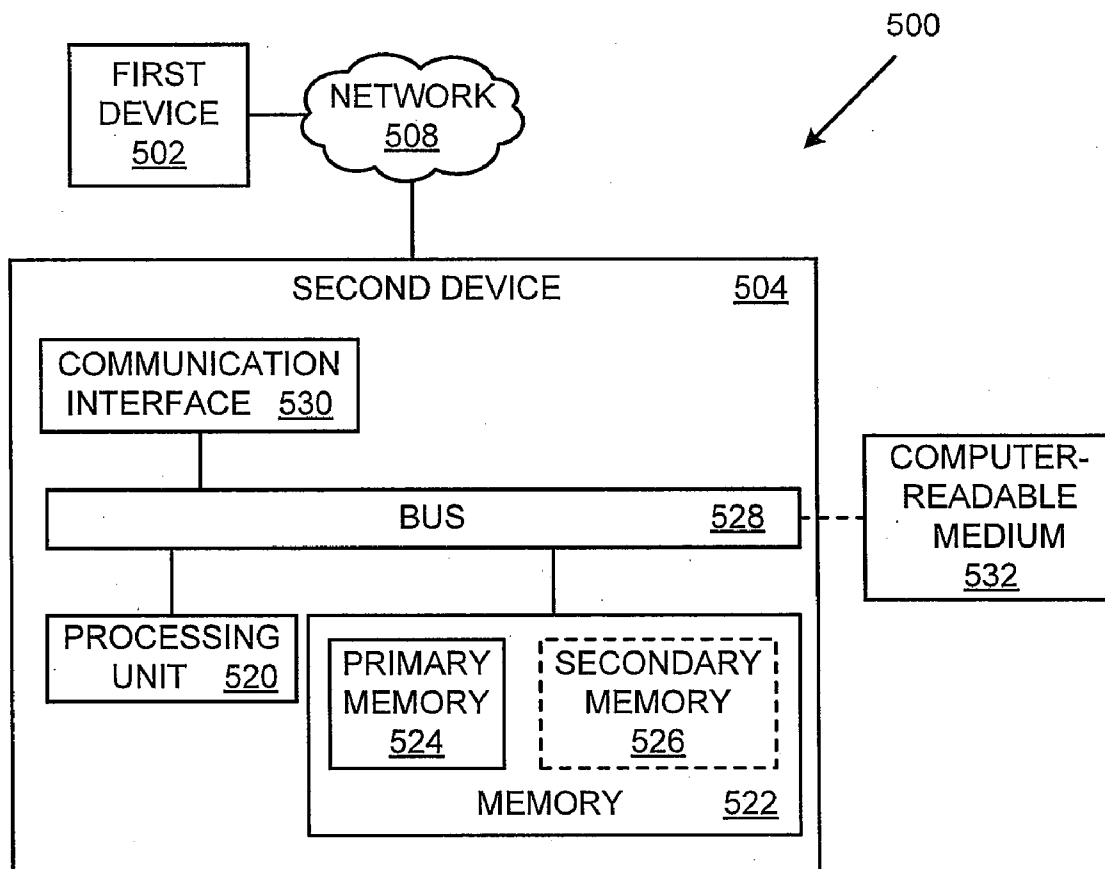 500
FIRST
DEVICE
502
NETWORK
508
SECOND DEVICE 504
COMMUNICATION
INTERFACE 530
BUS 528
COMPUTER-
READABLE
MEDIUM
532
PROCESSING
UNIT 520
PRIMARY
MEMORY
524
SECONDARY
MEMORY
526
MEMORY 522